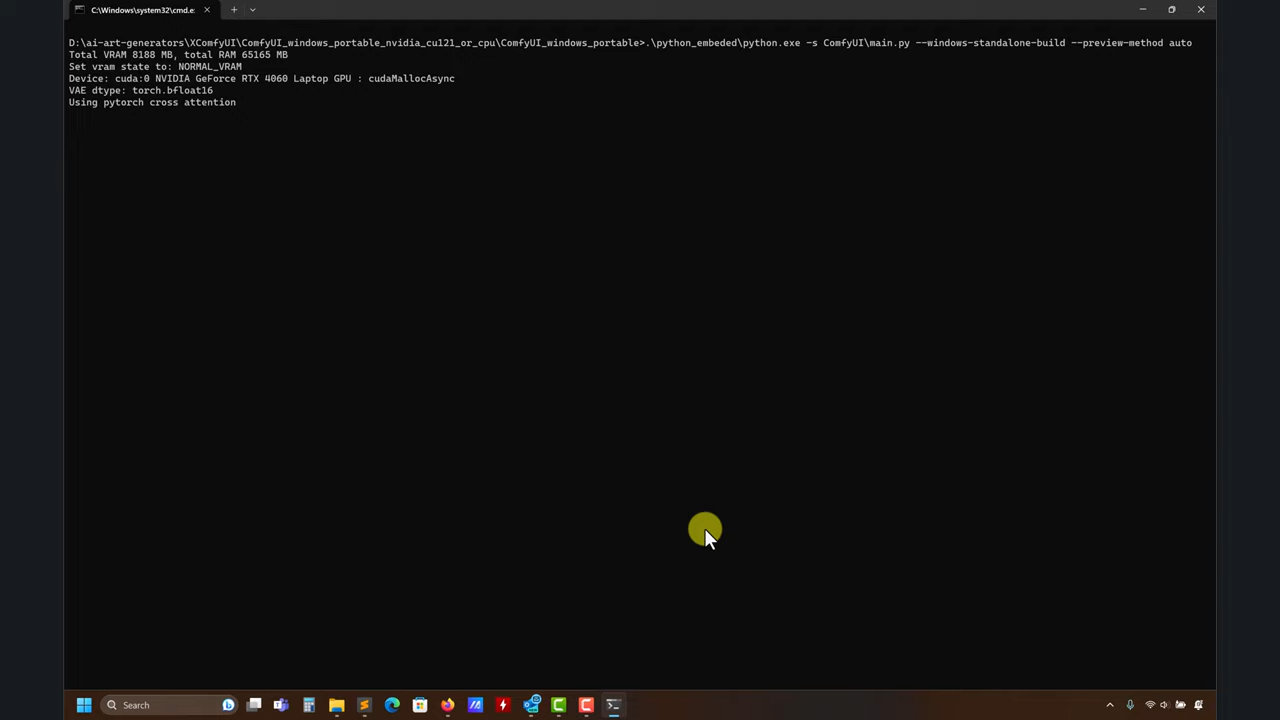 C:\Windows\system32\cmd.e:
D:\ai-art-generators\XComfyUI\ComfyUI_windows_portable_nvidia_cu121_or_cpu\ComfyUI_windows_portable>.\python_embeded\python.exe -s ComfyUI\main.py --windows-standalone-build --preview-method auto
Total VRAM 8188 MB, total RAM 65165 MB
Set vram state to: NORMAL_VRAM
Device: cuda:0 NVIDIA GeForce RTX 4060 Laptop GPU : cudaMallocAsync
VAE dtype: torch.bfloat16
Using pytorch cross attention
Search